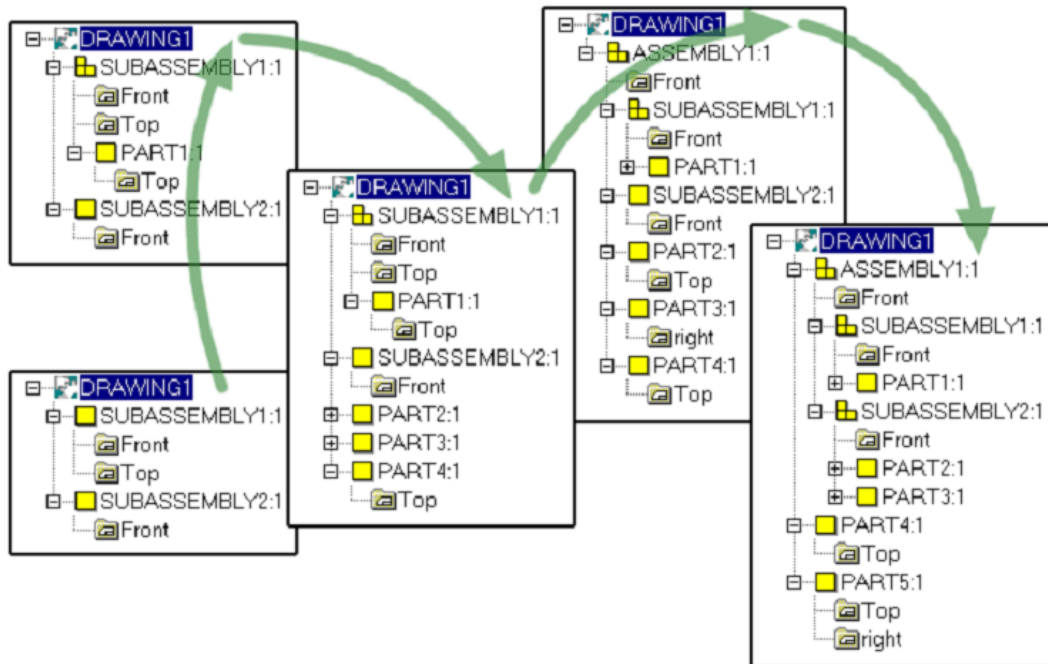 DRAWING1
SUBASSEMBLY1:1
Front
Top
PART1:1
Top
SUBASSEMBLY2:1
Front
DRAWING1
SUBASSEMBLY1:1
Front
Top
SUBASSEMBLY2:1
Front
DRAWING1
SUBASSEMBLY1:1
Front
Top
PART1:1
Top
SUBASSEMBLY2:1
Front
PART2:1
PART3:1
PART4:1
Top
DRAWING1
ASSEMBLY1:1
Front
SUBASSEMBLY1:1
Front
PART1:1
SUBASSEMBLY2:1
Front
PART2:1
Top
PART3:1
right
PART4:1
Top
DRAWING1
ASSEMBLY1:1
Front
SUBASSEMBLY1:1
Front
PART1:1
SUBASSEMBLY2:1
Front
PART2:1
PART3:1
PART4:1
Top
PART5:1
Top
right